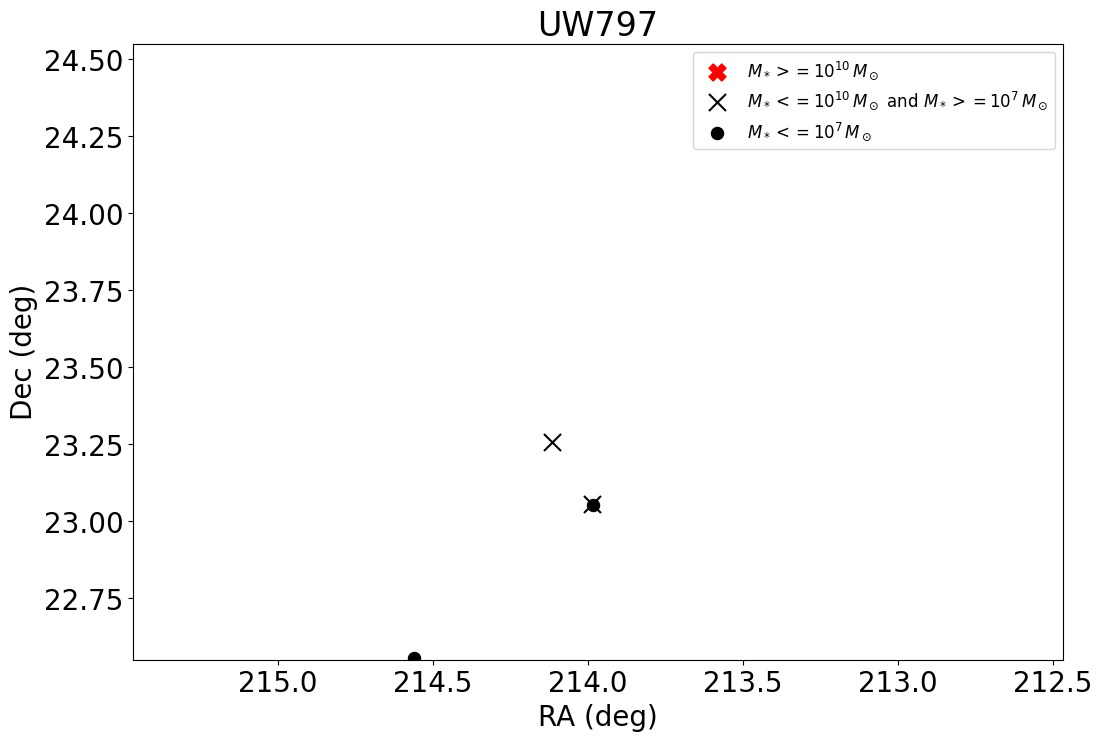 UW797
24.50
24.25
24.00
23.75
23.50
23.25
23.00
22.75
Dec (deg)
M* >= 10^10 M⊙
M* <= 10^10 M⊙ and M* >= 10^7 M⊙
M* <= 10^7 M⊙
215.0 214.5 214.0 213.5 213.0 212.5
RA (deg)